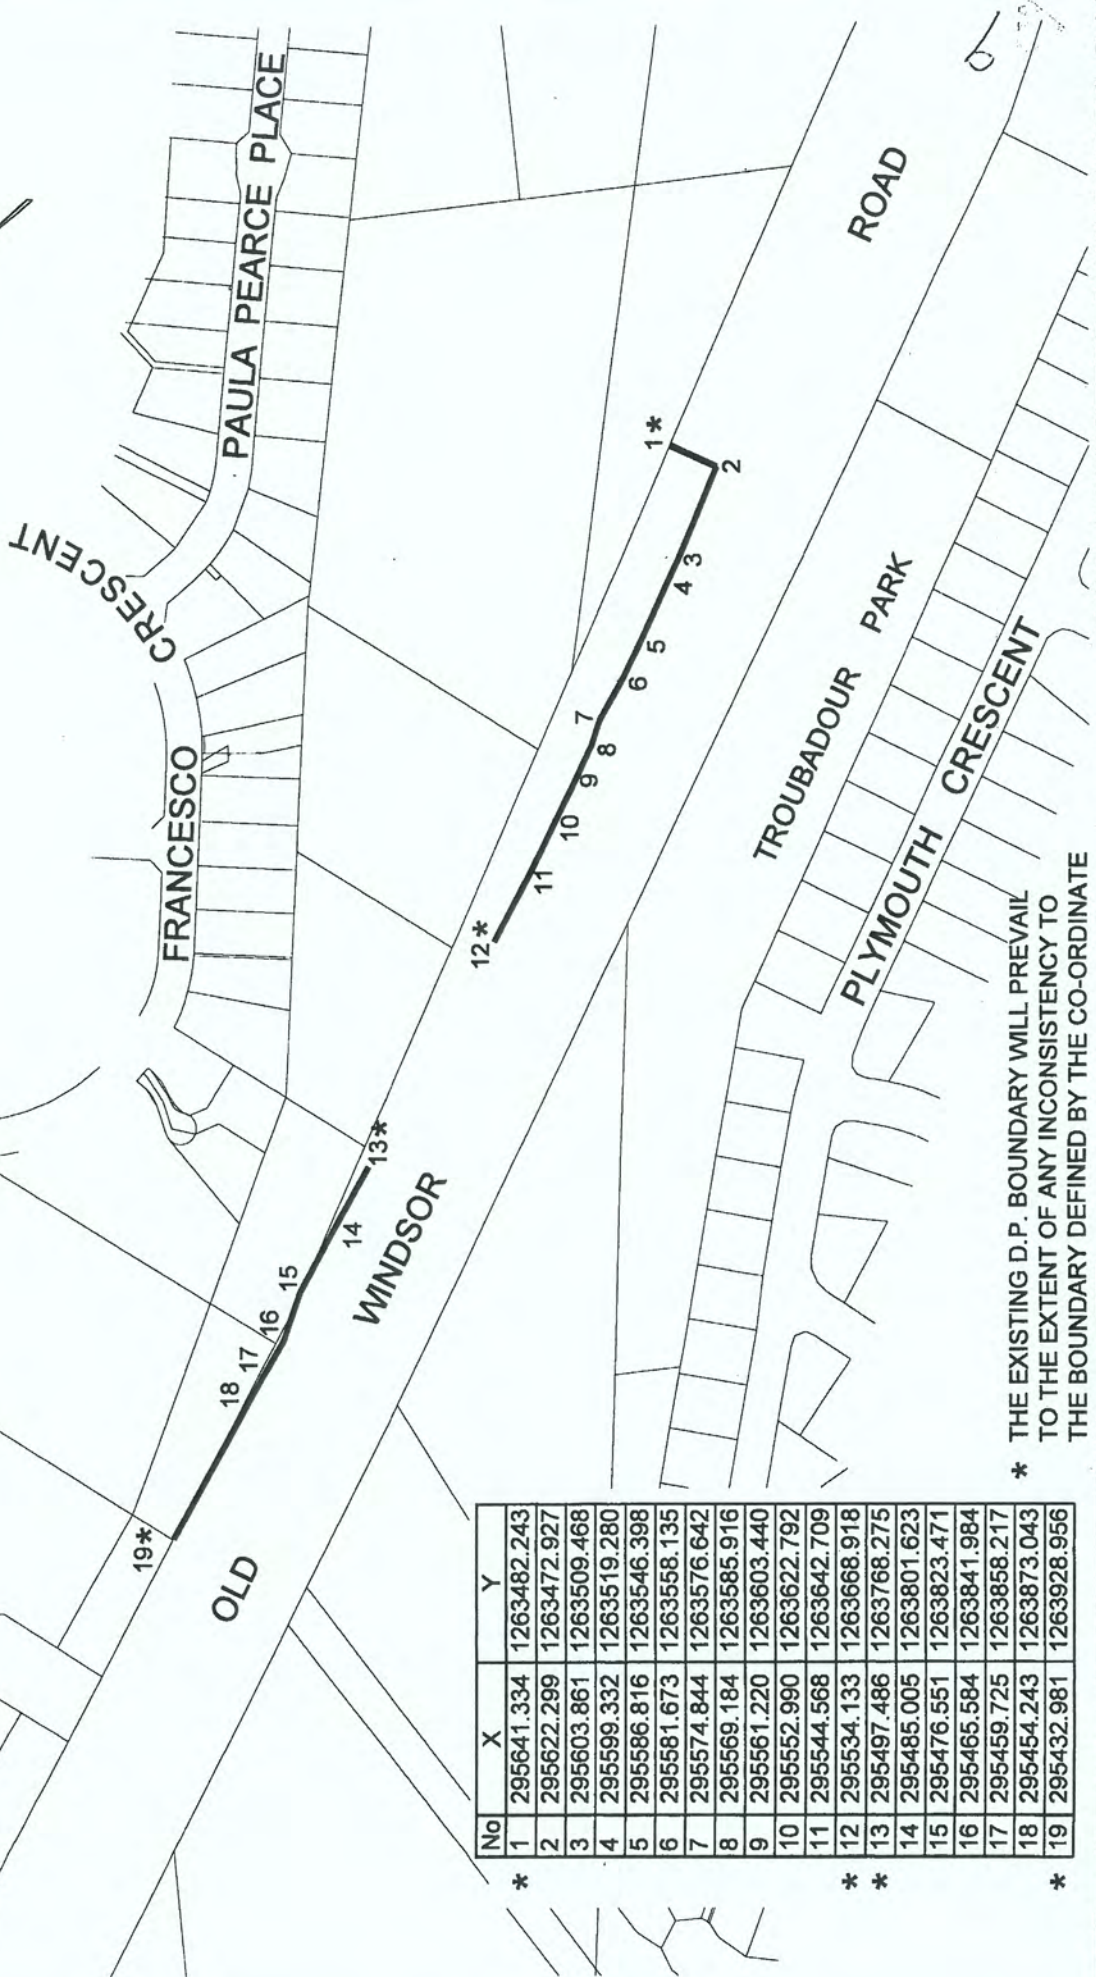 FRANCESCO CRESCENT
PAULA PEARCE PLACE
OLD WINDSOR ROAD
TROUBADOUR PARK
PLYMOUTH CRESCENT
19*
18
17
16
15
14
13*
12*
11
10
9
8
7
6
5
4
3
2
1*
No X Y
* 1 295641.334 1263482.243
2 295622.299 1263472.927
3 295603.861 1263509.468
4 295599.332 1263519.280
5 295586.816 1263546.398
6 295581.673 1263558.135
7 295574.844 1263576.642
8 295569.184 1263585.916
9 295561.220 1263603.440
10 295552.990 1263622.792
11 295544.568 1263642.709
* 12 295534.133 1263668.918
* 13 295497.486 1263768.275
14 295485.005 1263801.623
15 295476.551 1263823.471
16 295465.584 1263841.984
17 295459.725 1263858.217
18 295454.243 1263873.043
* 19 295432.981 1263928.956
* THE EXISTING D.P. BOUNDARY WILL PREVAIL
TO THE EXTENT OF ANY INCONSISTENCY TO
THE BOUNDARY DEFINED BY THE CO-ORDINATE